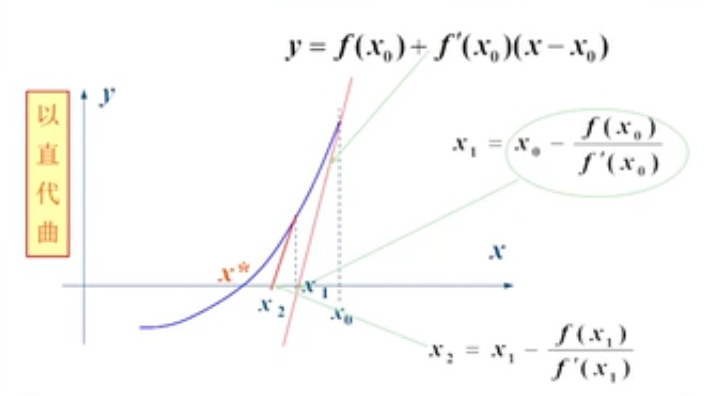 y = f(x₀) + f′(x₀)(x − x₀)
以直代曲
y
x₁ = x₀ − f(x₀)/f′(x₀)
x
x*
x₁
x₂
x₀
x₂ = x₁ − f(x₁)/f′(x₁)